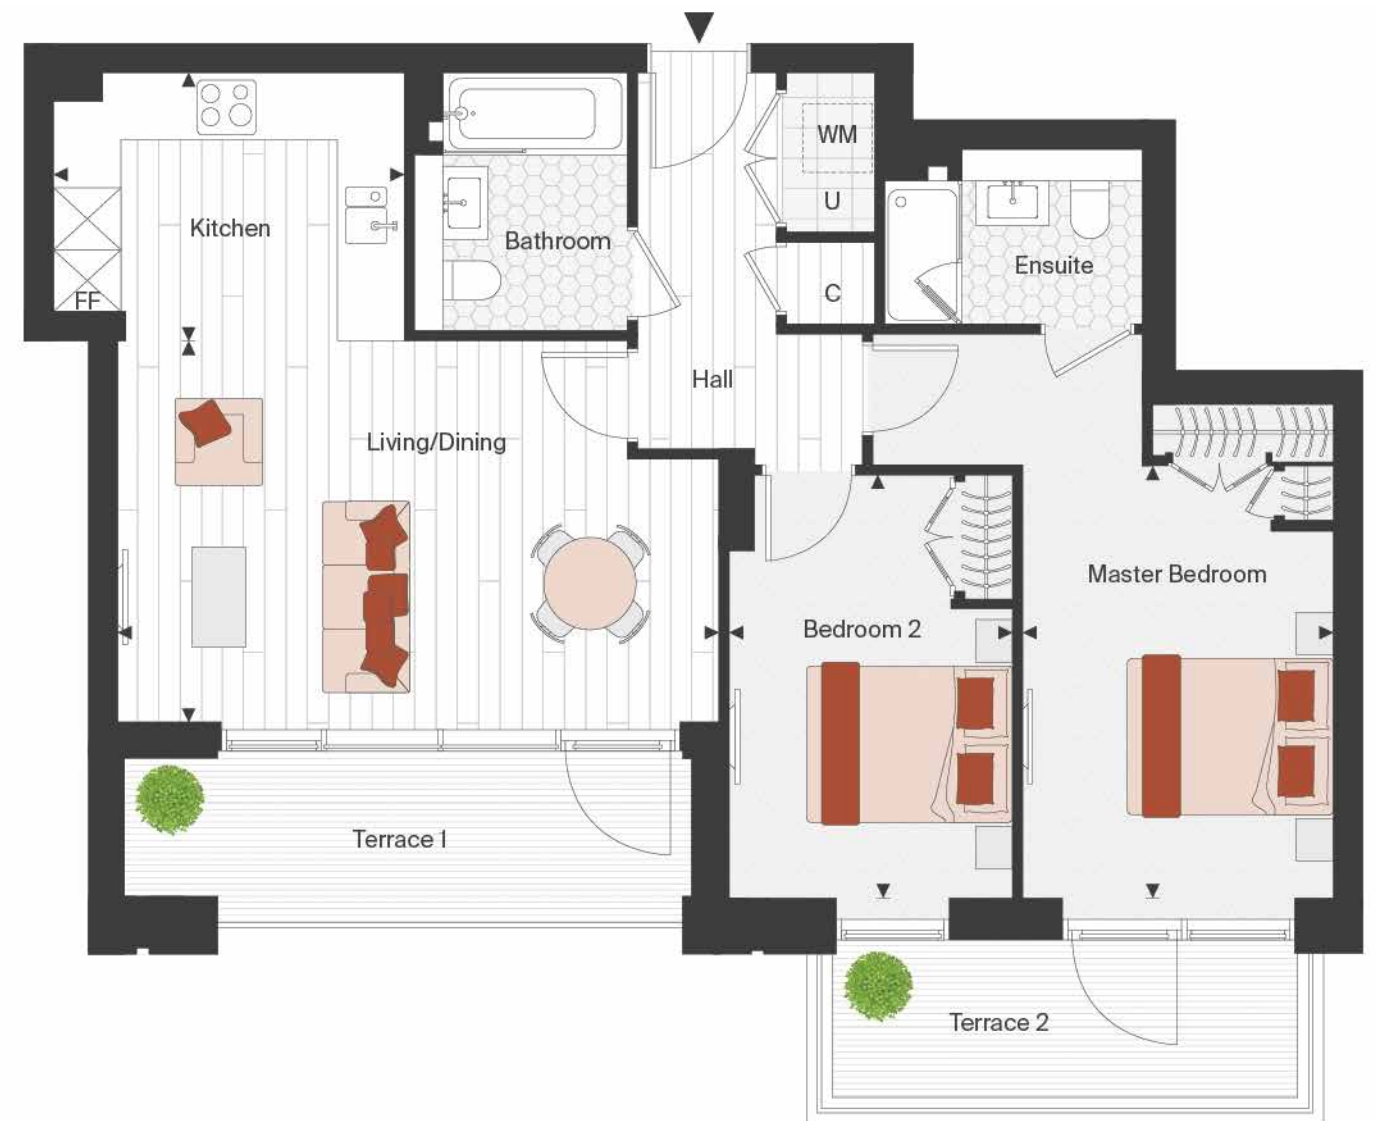 WM
U
Kitchen
Bathroom
Ensuite
FF
C
Hall
Living/Dining
Master Bedroom
Bedroom 2
Terrace 1
Terrace 2